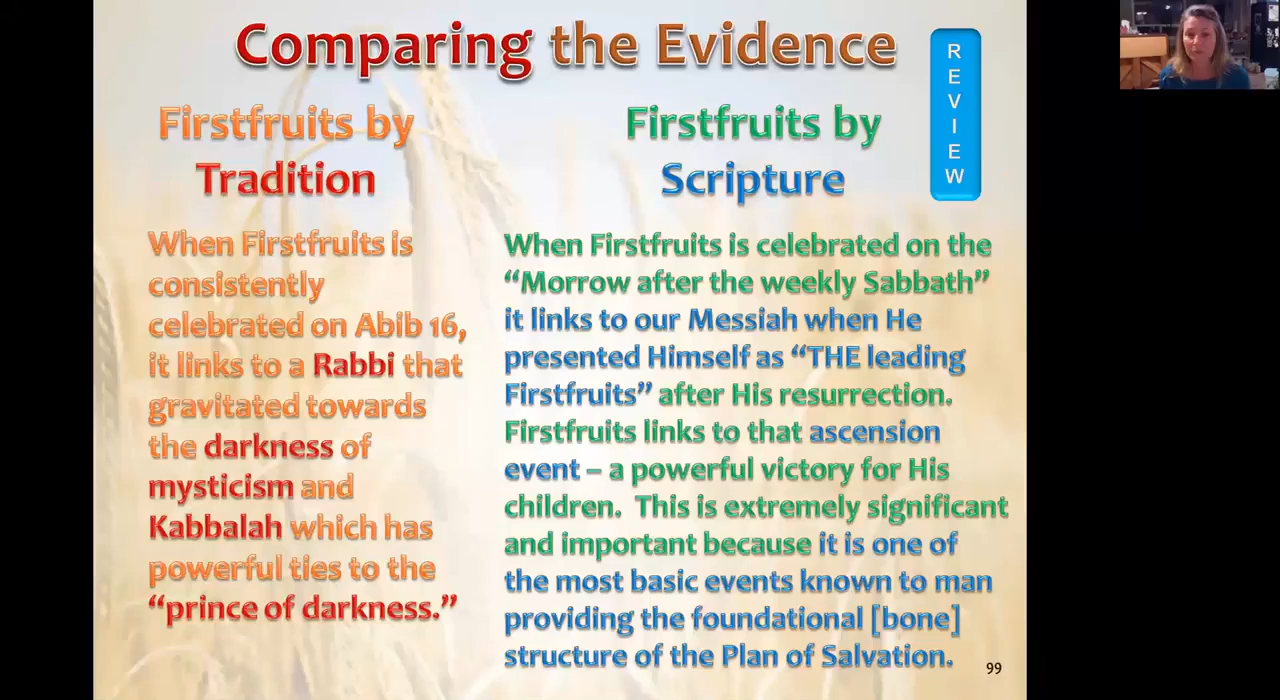 Comparing the Evidence
REVIEW
Firstfruits by
Tradition
When Firstfruits is
consistently
celebrated on Abib 16,
it links to a Rabbi that
gravitated towards
the darkness of
mysticism and
Kabbalah which has
powerful ties to the
“prince of darkness.”
Firstfruits by
Scripture
When Firstfruits is celebrated on the
“Morrow after the weekly Sabbath”
it links to our Messiah when He
presented Himself as “THE leading
Firstfruits” after His resurrection.
Firstfruits links to that ascension
event – a powerful victory for His
children.  This is extremely significant
and important because it is one of
the most basic events known to man
providing the foundational [bone]
structure of the Plan of Salvation.
99